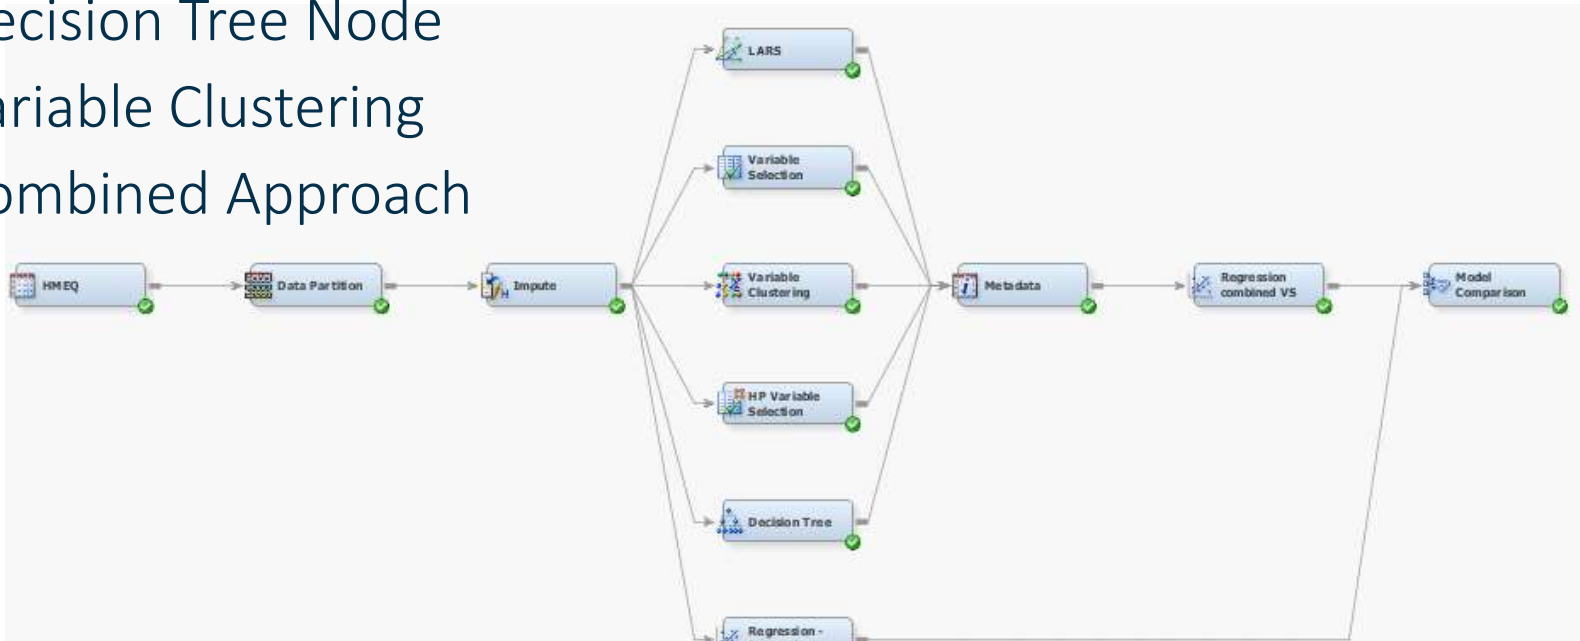 ecision Tree Node
ariable Clustering
ombined Approach
LARS
Variable
Selection
HMEQ
Data Partition
Impute
Variable
Clustering
Metadata
Regression
combined VS
Model
Comparison
HP Variable
Selection
Decision Tree
Regression -